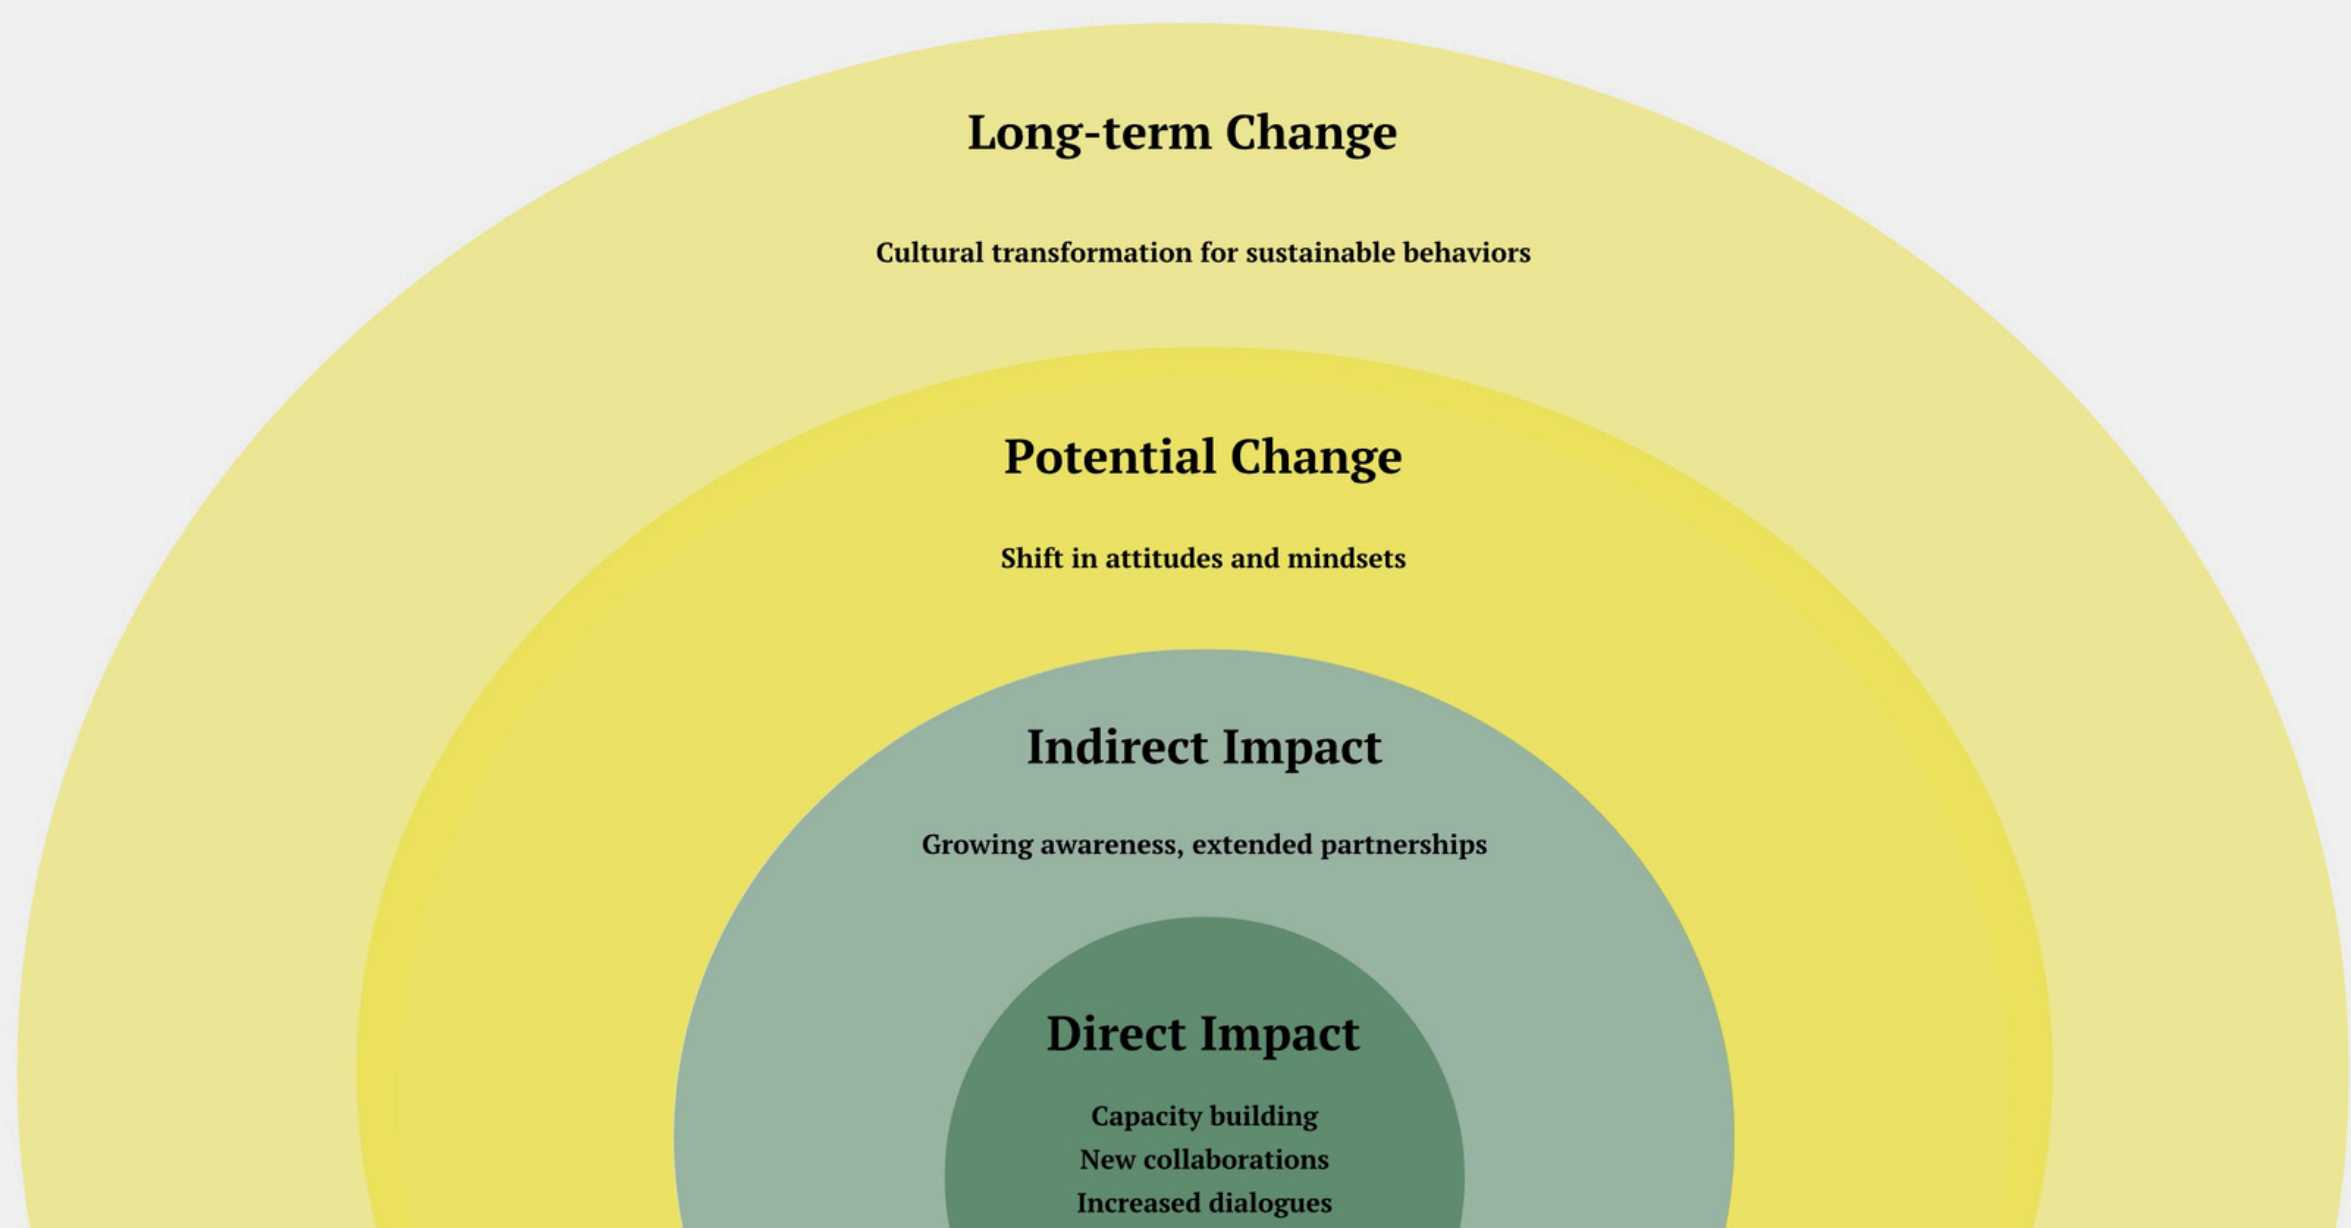 Long-term Change
Cultural transformation for sustainable behaviors
Potential Change
Shift in attitudes and mindsets
Indirect Impact
Growing awareness, extended partnerships
Direct Impact
Capacity building
New collaborations
Increased dialogues